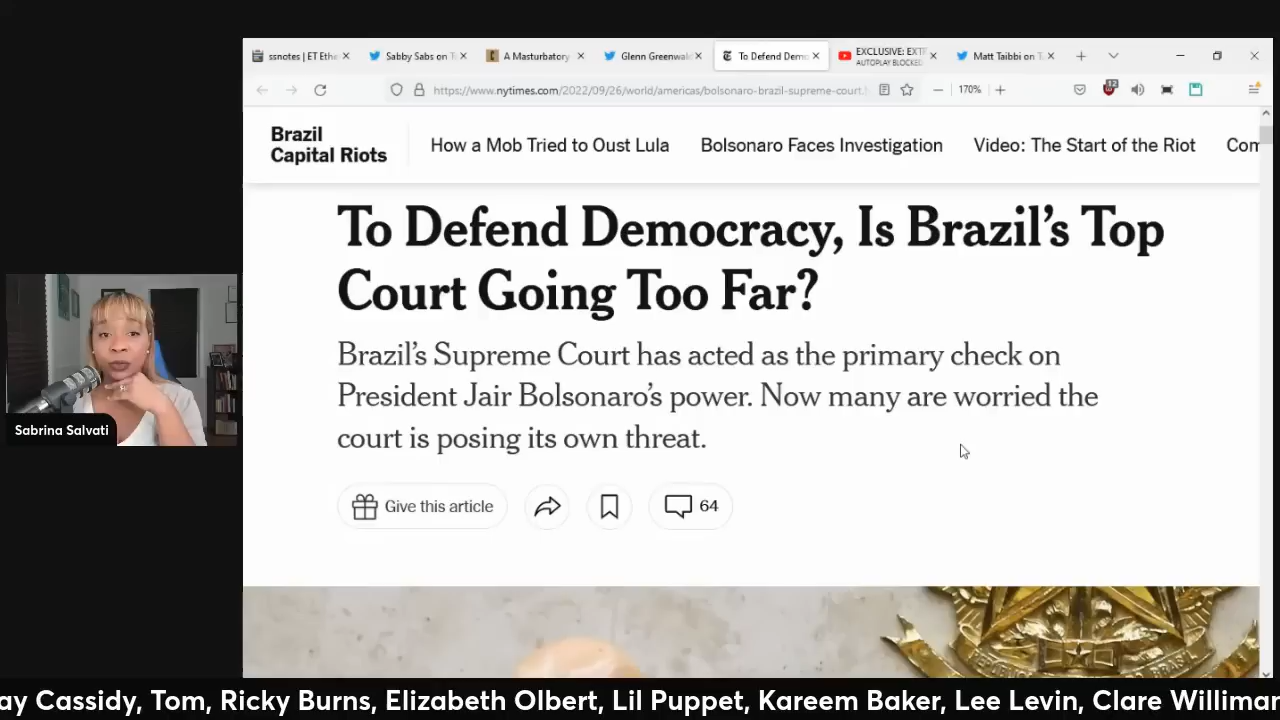 ssnotes | ET Ethe
Sabby Sabs on T
A Masturbatory
Glenn Greenwal
To Defend Demo
EXCLUSIVE: EXT
AUTOPLAY BLOCKED
Matt Taibbi on T
https://www.nytimes.com/2022/09/26/world/americas/bolsonaro-brazil-supreme-court.
170%
Brazil
Capital Riots
How a Mob Tried to Oust Lula
Bolsonaro Faces Investigation
Video: The Start of the Riot
Com
To Defend Democracy, Is Brazil’s Top
Court Going Too Far?
Brazil’s Supreme Court has acted as the primary check on
President Jair Bolsonaro’s power. Now many are worried the
court is posing its own threat.
Give this article
64
Sabrina Salvati
ay Cassidy, Tom, Ricky Burns, Elizabeth Olbert, Lil Puppet, Kareem Baker, Lee Levin, Clare Williman